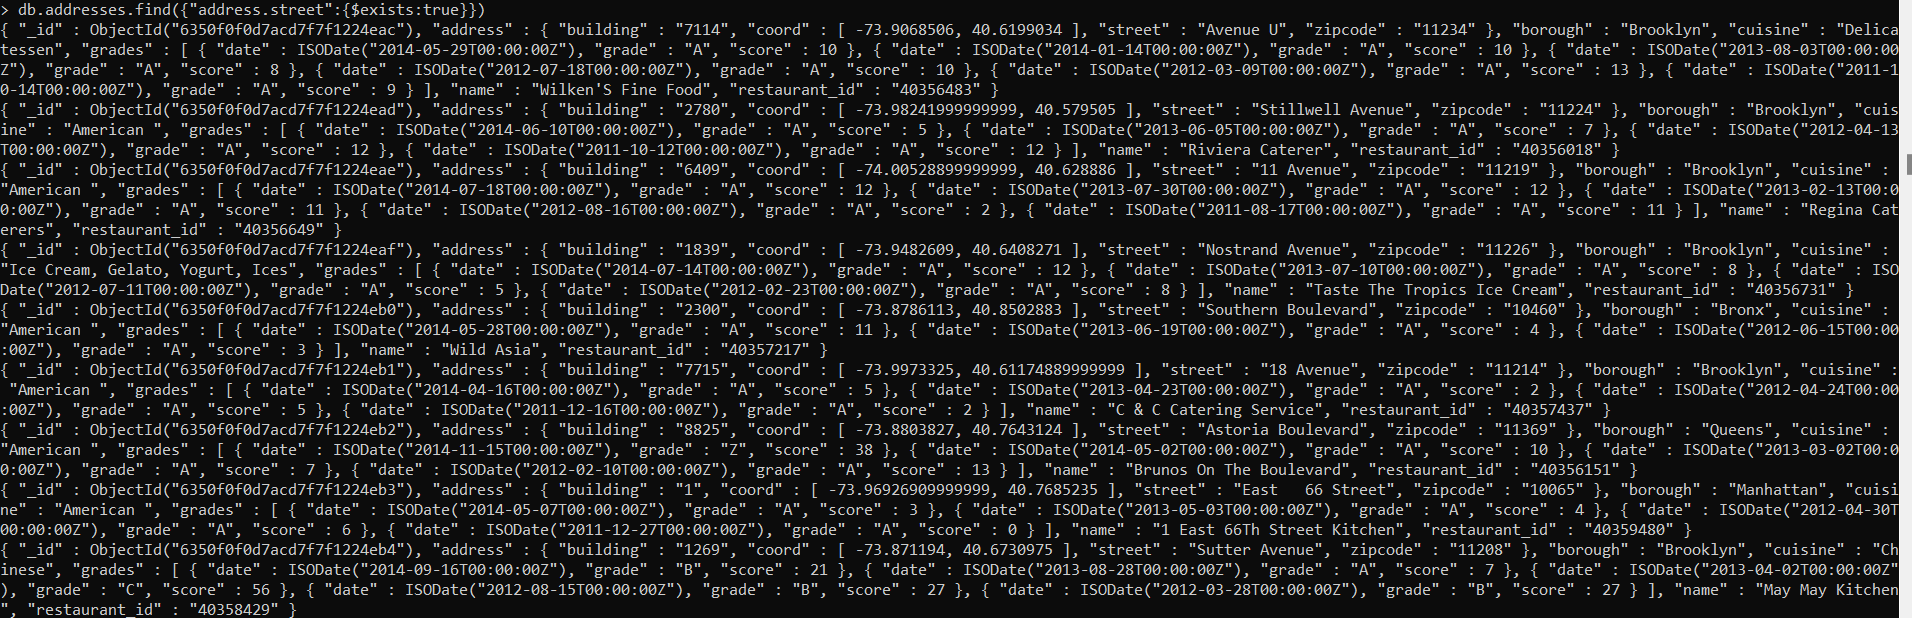 > db.addresses.find({"address.street":{$exists:true}})
{ "_id" : ObjectId("6350f0f0d7acd7f7f1224eac"), "address" : { "building" : "7114", "coord" : [ -73.9068506, 40.6199034 ], "street" : "Avenue U", "zipcode" : "11234" }, "borough" : "Brooklyn", "cuisine" : "Delica
tessen", "grades" : [ { "date" : ISODate("2014-05-29T00:00:00Z"), "grade" : "A", "score" : 10 }, { "date" : ISODate("2014-01-14T00:00:00Z"), "grade" : "A", "score" : 10 }, { "date" : ISODate("2013-08-03T00:00:00
Z"), "grade" : "A", "score" : 8 }, { "date" : ISODate("2012-07-18T00:00:00Z"), "grade" : "A", "score" : 10 }, { "date" : ISODate("2012-03-09T00:00:00Z"), "grade" : "A", "score" : 13 }, { "date" : ISODate("2011-1
0-14T00:00:00Z"), "grade" : "A", "score" : 9 } ], "name" : "Wilken'S Fine Food", "restaurant_id" : "40356483" }
{ "_id" : ObjectId("6350f0f0d7acd7f7f1224ead"), "address" : { "building" : "2780", "coord" : [ -73.98241999999999, 40.579505 ], "street" : "Stillwell Avenue", "zipcode" : "11224" }, "borough" : "Brooklyn", "cuis
ine" : "American ", "grades" : [ { "date" : ISODate("2014-06-10T00:00:00Z"), "grade" : "A", "score" : 5 }, { "date" : ISODate("2013-06-05T00:00:00Z"), "grade" : "A", "score" : 7 }, { "date" : ISODate("2012-04-13
T00:00:00Z"), "grade" : "A", "score" : 12 }, { "date" : ISODate("2011-10-12T00:00:00Z"), "grade" : "A", "score" : 12 } ], "name" : "Riviera Caterer", "restaurant_id" : "40356018" }
{ "_id" : ObjectId("6350f0f0d7acd7f7f1224eae"), "address" : { "building" : "6409", "coord" : [ -74.00528899999999, 40.628886 ], "street" : "11 Avenue", "zipcode" : "11219" }, "borough" : "Brooklyn", "cuisine" :
"American ", "grades" : [ { "date" : ISODate("2014-07-18T00:00:00Z"), "grade" : "A", "score" : 12 }, { "date" : ISODate("2013-07-30T00:00:00Z"), "grade" : "A", "score" : 12 }, { "date" : ISODate("2013-02-13T00:0
0:00Z"), "grade" : "A", "score" : 11 }, { "date" : ISODate("2012-08-16T00:00:00Z"), "grade" : "A", "score" : 2 }, { "date" : ISODate("2011-08-17T00:00:00Z"), "grade" : "A", "score" : 11 } ], "name" : "Regina Cat
erers", "restaurant_id" : "40356649" }
{ "_id" : ObjectId("6350f0f0d7acd7f7f1224eaf"), "address" : { "building" : "1839", "coord" : [ -73.9482609, 40.6408271 ], "street" : "Nostrand Avenue", "zipcode" : "11226" }, "borough" : "Brooklyn", "cuisine" :
"Ice Cream, Gelato, Yogurt, Ices", "grades" : [ { "date" : ISODate("2014-07-14T00:00:00Z"), "grade" : "A", "score" : 12 }, { "date" : ISODate("2013-07-10T00:00:00Z"), "grade" : "A", "score" : 8 }, { "date" : ISO
Date("2012-07-11T00:00:00Z"), "grade" : "A", "score" : 5 }, { "date" : ISODate("2012-02-23T00:00:00Z"), "grade" : "A", "score" : 8 } ], "name" : "Taste The Tropics Ice Cream", "restaurant_id" : "40356731" }
{ "_id" : ObjectId("6350f0f0d7acd7f7f1224eb0"), "address" : { "building" : "2300", "coord" : [ -73.8786113, 40.8502883 ], "street" : "Southern Boulevard", "zipcode" : "10460" }, "borough" : "Bronx", "cuisine" :
"American ", "grades" : [ { "date" : ISODate("2014-05-28T00:00:00Z"), "grade" : "A", "score" : 11 }, { "date" : ISODate("2013-06-19T00:00:00Z"), "grade" : "A", "score" : 4 }, { "date" : ISODate("2012-06-15T00:00
:00Z"), "grade" : "A", "score" : 3 } ], "name" : "Wild Asia", "restaurant_id" : "40357217" }
{ "_id" : ObjectId("6350f0f0d7acd7f7f1224eb1"), "address" : { "building" : "7715", "coord" : [ -73.9973325, 40.61174889999999 ], "street" : "18 Avenue", "zipcode" : "11214" }, "borough" : "Brooklyn", "cuisine" :
 "American ", "grades" : [ { "date" : ISODate("2014-04-16T00:00:00Z"), "grade" : "A", "score" : 5 }, { "date" : ISODate("2013-04-23T00:00:00Z"), "grade" : "A", "score" : 2 }, { "date" : ISODate("2012-04-24T00:00
:00Z"), "grade" : "A", "score" : 5 }, { "date" : ISODate("2011-12-16T00:00:00Z"), "grade" : "A", "score" : 2 } ], "name" : "C & C Catering Service", "restaurant_id" : "40357437" }
{ "_id" : ObjectId("6350f0f0d7acd7f7f1224eb2"), "address" : { "building" : "8825", "coord" : [ -73.8803827, 40.7643124 ], "street" : "Astoria Boulevard", "zipcode" : "11369" }, "borough" : "Queens", "cuisine" :
"American ", "grades" : [ { "date" : ISODate("2014-11-15T00:00:00Z"), "grade" : "Z", "score" : 38 }, { "date" : ISODate("2014-05-02T00:00:00Z"), "grade" : "A", "score" : 10 }, { "date" : ISODate("2013-03-02T00:0
0:00Z"), "grade" : "A", "score" : 7 }, { "date" : ISODate("2012-02-10T00:00:00Z"), "grade" : "A", "score" : 13 } ], "name" : "Brunos On The Boulevard", "restaurant_id" : "40356151" }
{ "_id" : ObjectId("6350f0f0d7acd7f7f1224eb3"), "address" : { "building" : "1", "coord" : [ -73.96926909999999, 40.7685235 ], "street" : "East   66 Street", "zipcode" : "10065" }, "borough" : "Manhattan", "cuisi
ne" : "American ", "grades" : [ { "date" : ISODate("2014-05-07T00:00:00Z"), "grade" : "A", "score" : 3 }, { "date" : ISODate("2013-05-03T00:00:00Z"), "grade" : "A", "score" : 4 }, { "date" : ISODate("2012-04-30T
00:00:00Z"), "grade" : "A", "score" : 6 }, { "date" : ISODate("2011-12-27T00:00:00Z"), "grade" : "A", "score" : 0 } ], "name" : "1 East 66Th Street Kitchen", "restaurant_id" : "40359480" }
{ "_id" : ObjectId("6350f0f0d7acd7f7f1224eb4"), "address" : { "building" : "1269", "coord" : [ -73.871194, 40.6730975 ], "street" : "Sutter Avenue", "zipcode" : "11208" }, "borough" : "Brooklyn", "cuisine" : "Ch
inese", "grades" : [ { "date" : ISODate("2014-09-16T00:00:00Z"), "grade" : "B", "score" : 21 }, { "date" : ISODate("2013-08-28T00:00:00Z"), "grade" : "A", "score" : 7 }, { "date" : ISODate("2013-04-02T00:00:00Z"
), "grade" : "C", "score" : 56 }, { "date" : ISODate("2012-08-15T00:00:00Z"), "grade" : "B", "score" : 27 }, { "date" : ISODate("2012-03-28T00:00:00Z"), "grade" : "B", "score" : 27 } ], "name" : "May May Kitchen
", "restaurant_id" : "40358429" }